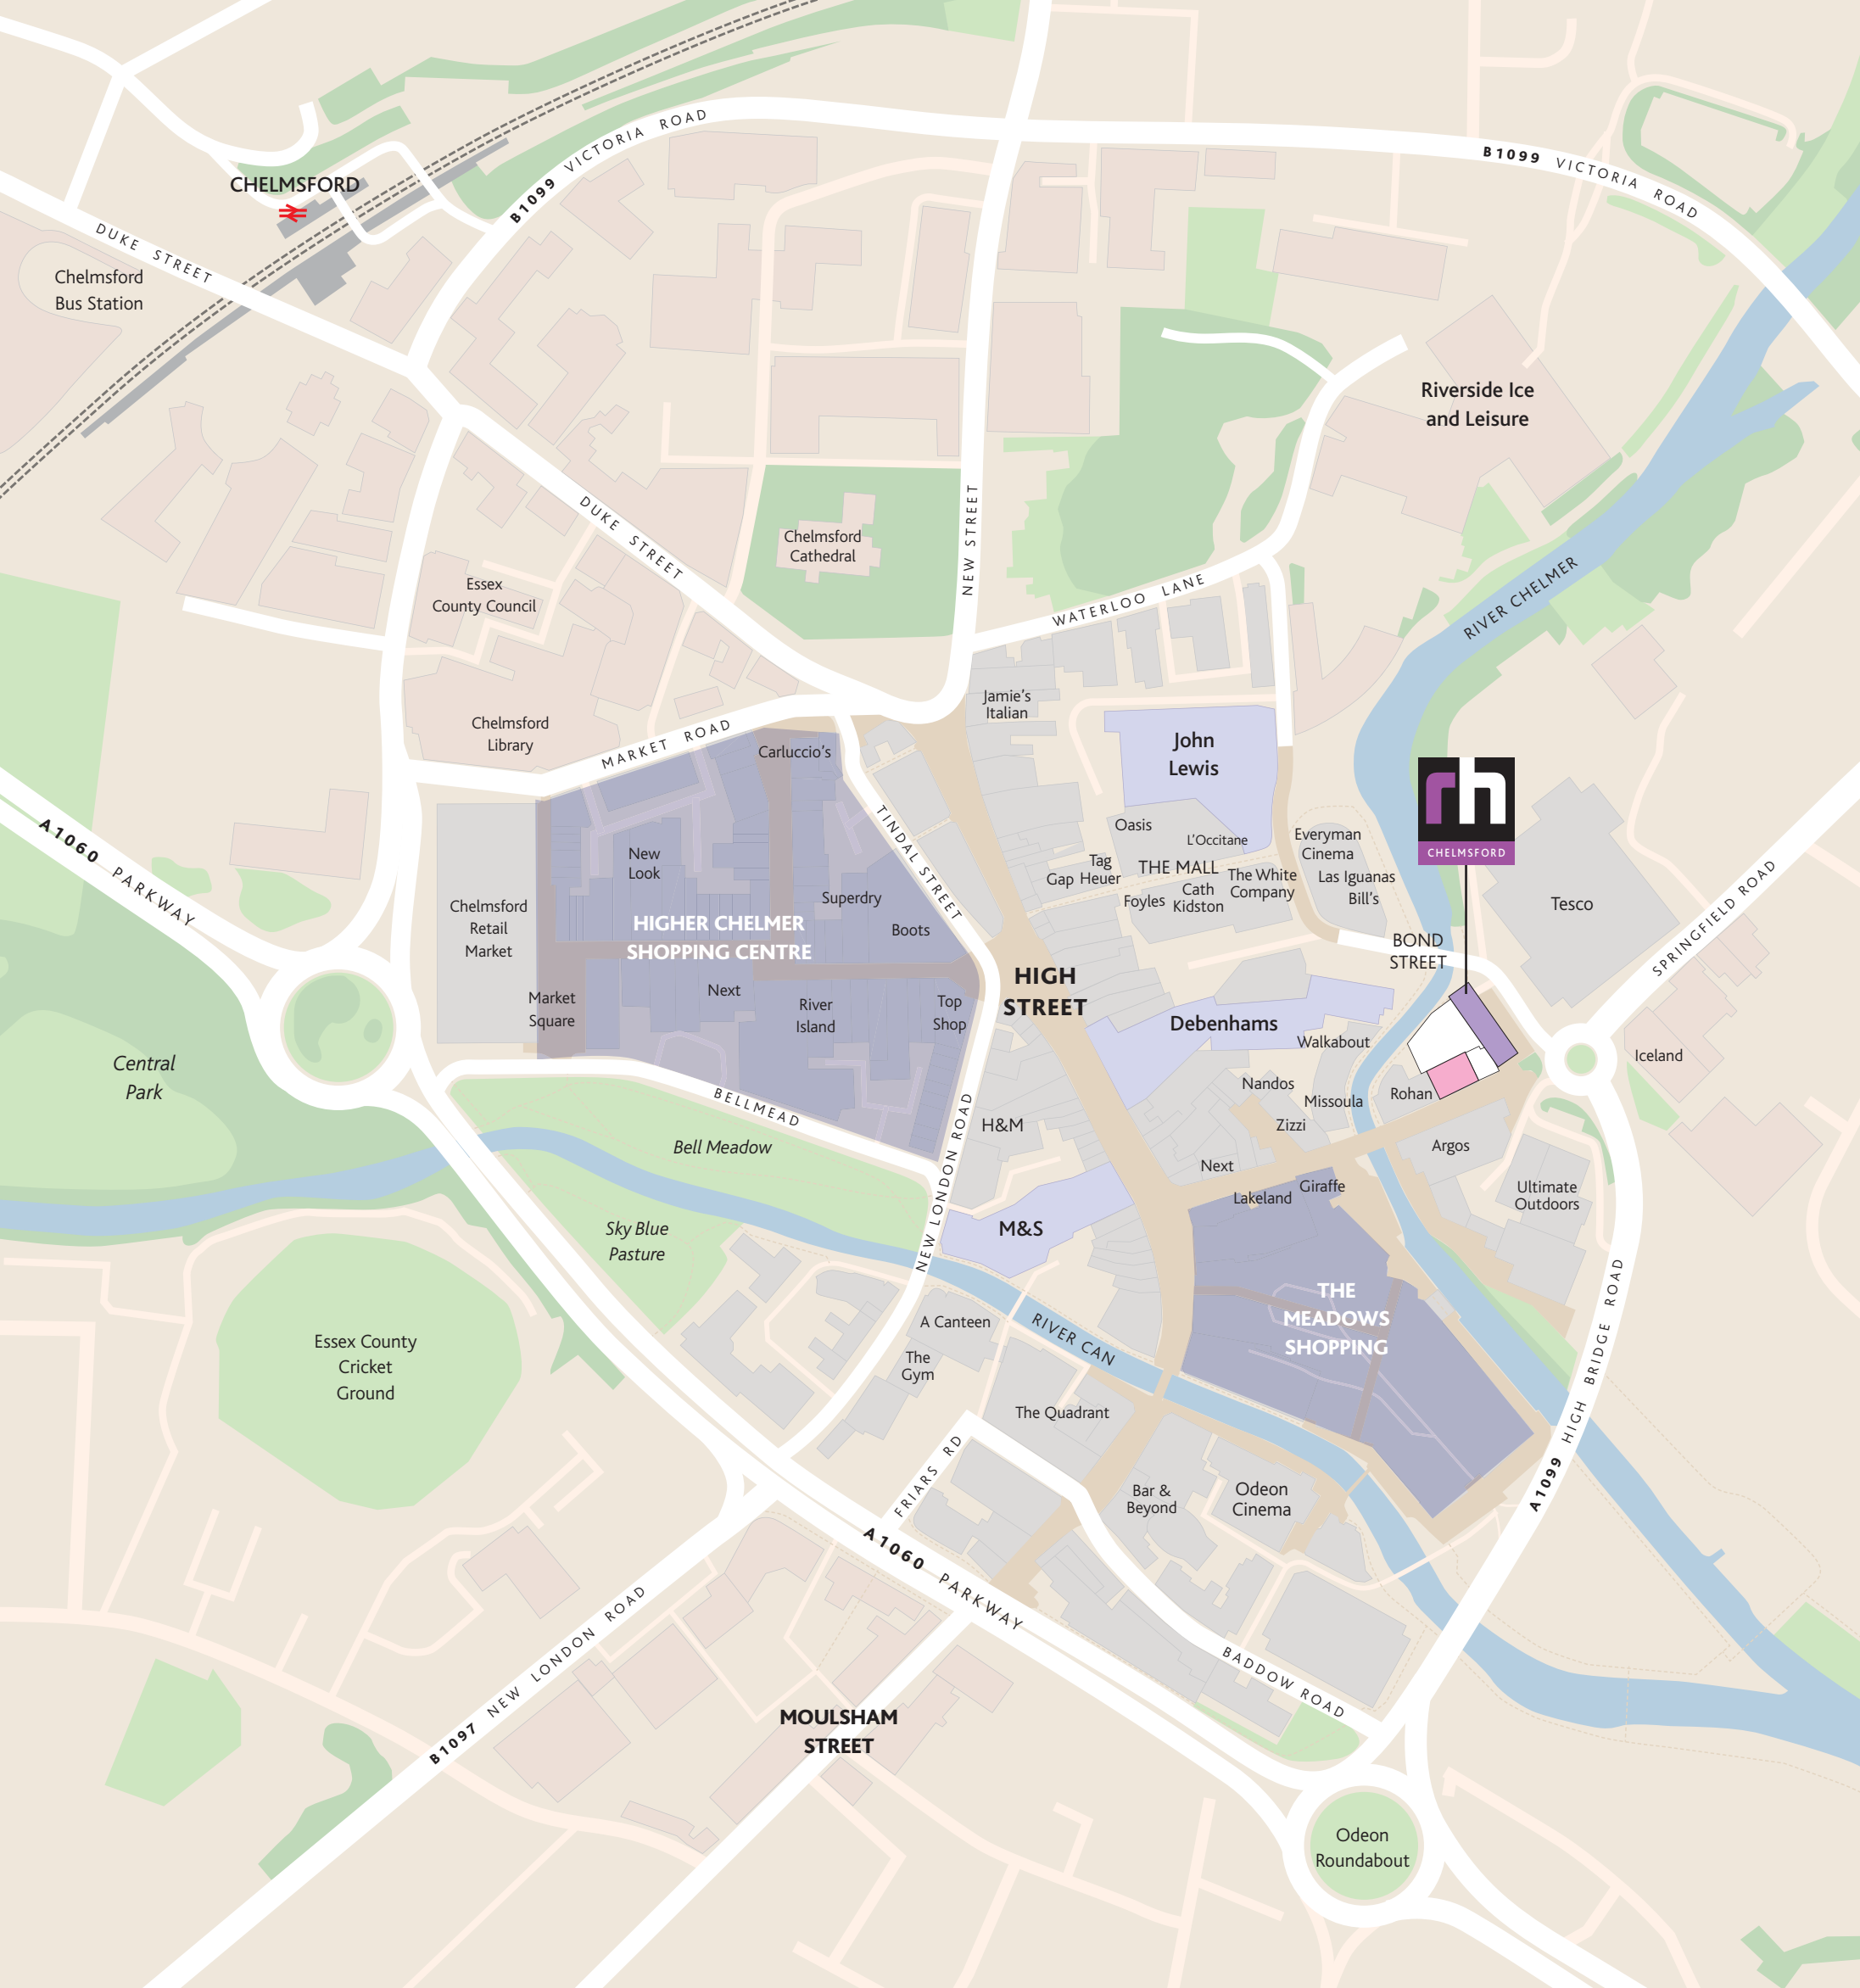 B1099 VICTORIA ROAD
B1099 VICTORIA ROAD
CHELMSFORD
DUKE STREET
Chelmsford
Bus Station
Riverside Ice
and Leisure
DUKE STREET
NEW STREET
Chelmsford
Cathedral
Essex
County Council
WATERLOO LANE
RIVER CHELMER
Jamie's
Italian
Chelmsford
Library
MARKET ROAD
Carluccio's
John
Lewis
A1060 PARKWAY
TINDAL STREET
Oasis
L'Occitane
Everyman
Cinema
rh
CHELMSFORD
New
Look
Tag
Heuer
Gap
THE MALL
The White
Company
Las Iguanas
Bill's
Foyles
Cath
Kidston
Superdry
Chelmsford
Retail
Market
HIGHER CHELMER
SHOPPING CENTRE
Boots
Tesco
SPRINGFIELD ROAD
BOND
STREET
HIGH
STREET
Market
Square
Next
River
Island
Top
Shop
Debenhams
Walkabout
Iceland
Central
Park
Nandos
Missoula
Rohan
Zizzi
BELLMEAD
H&M
Argos
Bell Meadow
Next
Lakeland
Giraffe
Ultimate
Outdoors
NEW LONDON ROAD
Sky Blue
Pasture
M&S
THE
MEADOWS
SHOPPING
A Canteen
RIVER CAN
The
Gym
Essex County
Cricket
Ground
The Quadrant
A1099 HIGH BRIDGE ROAD
FRIARS RD
Bar &
Beyond
Odeon
Cinema
A1060 PARKWAY
B1097 NEW LONDON ROAD
BADDOW ROAD
MOULSHAM
STREET
Odeon
Roundabout